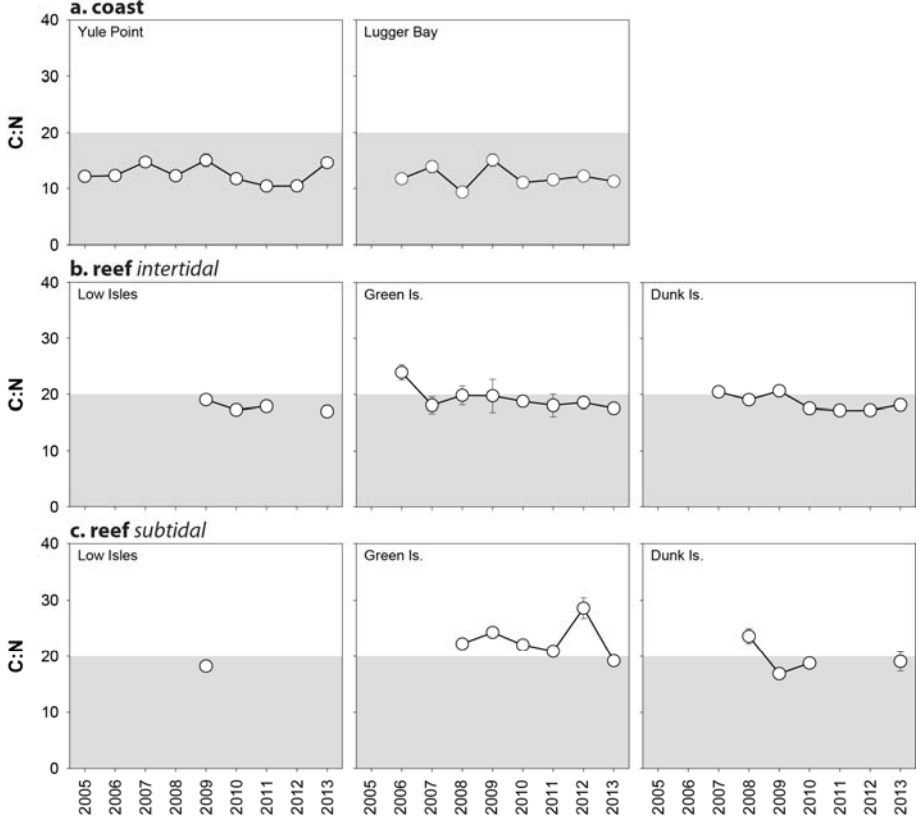 a. coast
Yule Point
Lugger Bay
C:N
40
30
20
10
0
b. reef intertidal
Low Isles
Green Is.
Dunk Is.
C:N
40
30
20
10
0
c. reef subtidal
Low Isles
Green Is.
Dunk Is.
C:N
40
30
20
10
0
2005 2006 2007 2008 2009 2010 2011 2012 2013
2005 2006 2007 2008 2009 2010 2011 2012 2013
2005 2006 2007 2008 2009 2010 2011 2012 2013